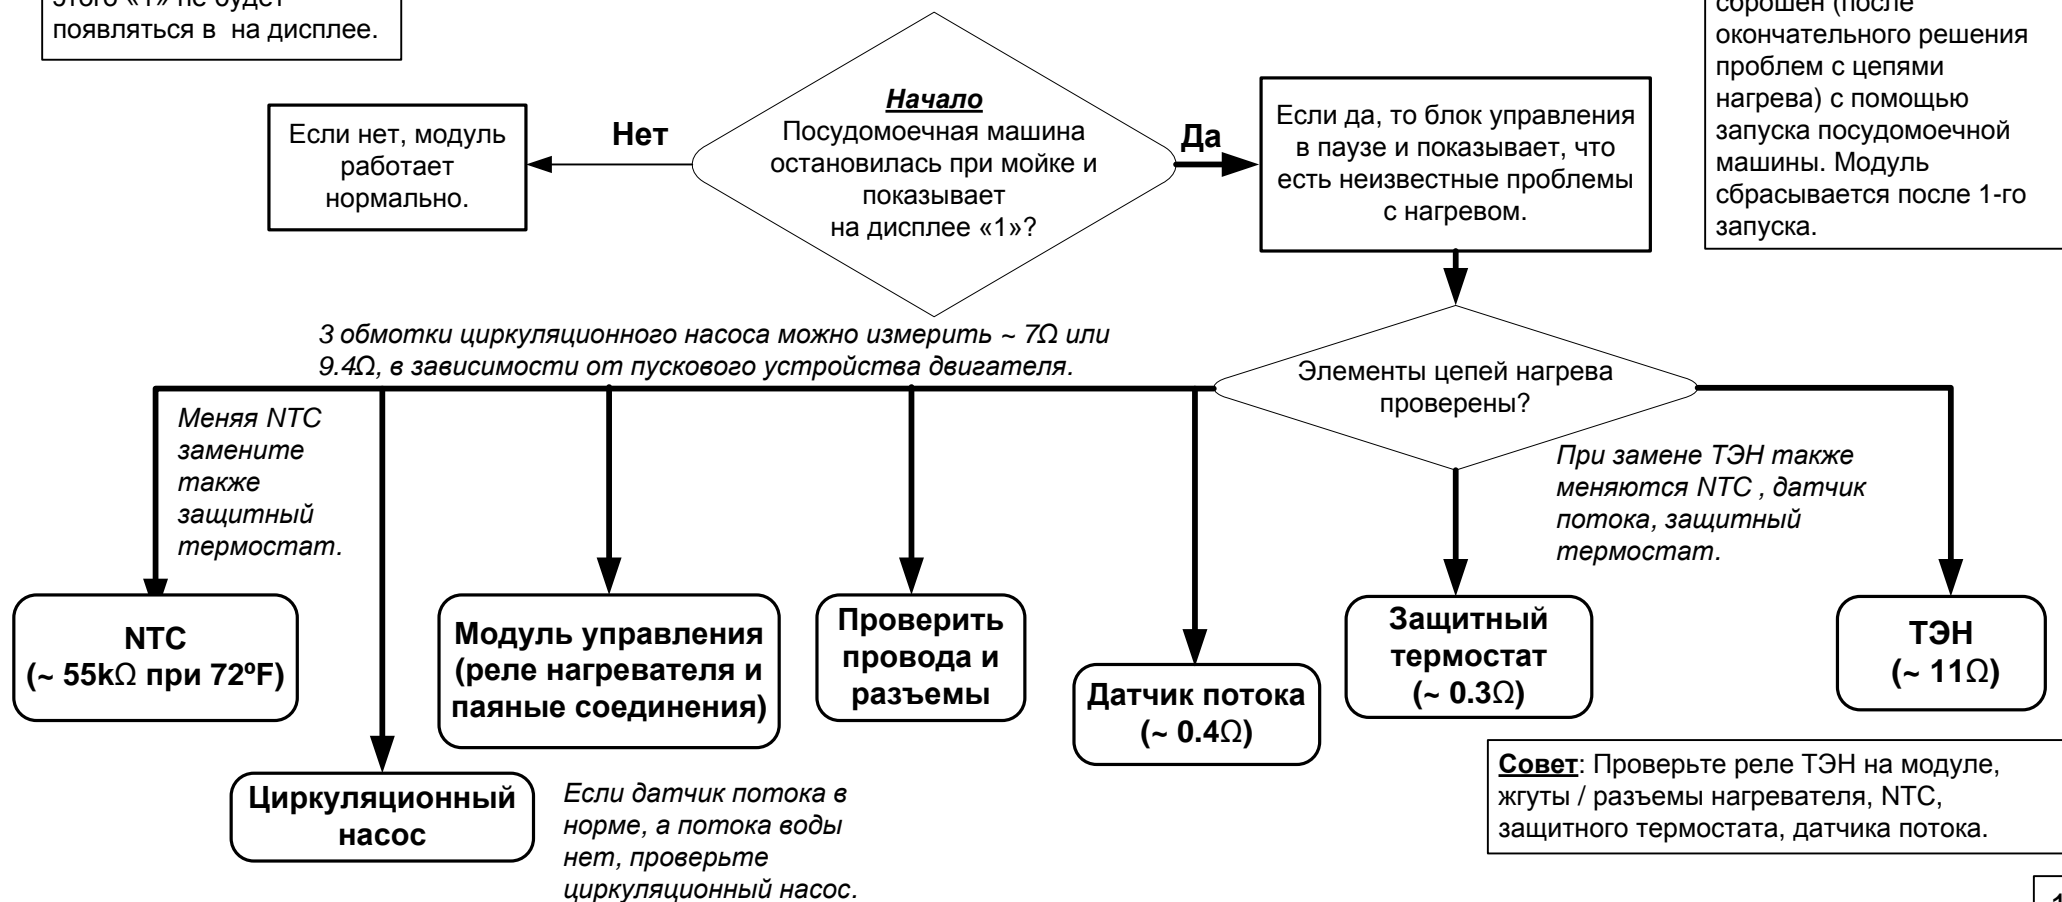 этого «1» не будет
появляться в  на дисплее.
сброшен (после
окончательного решения
проблем с цепями
нагрева) с помощью
запуска посудомоечной
машины. Модуль
сбрасывается после 1-го
запуска.
Начало
Посудомоечная машина
остановилась при мойке и
показывает
на дисплее «1»?
Нет
Если нет, модуль
работает
нормально.
Да
Если да, то блок управления
в паузе и показывает, что
есть неизвестные проблемы
с нагревом.
3 обмотки циркуляционного насоса можно измерить ~ 7Ω или
9.4Ω, в зависимости от пускового устройства двигателя.
Элементы цепей нагрева
проверены?
Меняя NTC
замените
также
защитный
термостат.
При замене ТЭН также
меняются NTC , датчик
потока, защитный
термостат.
NTC
(~ 55kΩ при 72ºF)
Циркуляционный
насос
Модуль управления
(реле нагревателя и
паяные соединения)
Проверить
провода и
разъемы
Датчик потока
(~ 0.4Ω)
Защитный
термостат
(~ 0.3Ω)
ТЭН
(~ 11Ω)
Если датчик потока в
норме, а потока воды
нет, проверьте
циркуляционный насос.
Совет: Проверьте реле ТЭН на модуле,
жгуты / разъемы нагревателя, NTC,
защитного термостата, датчика потока.